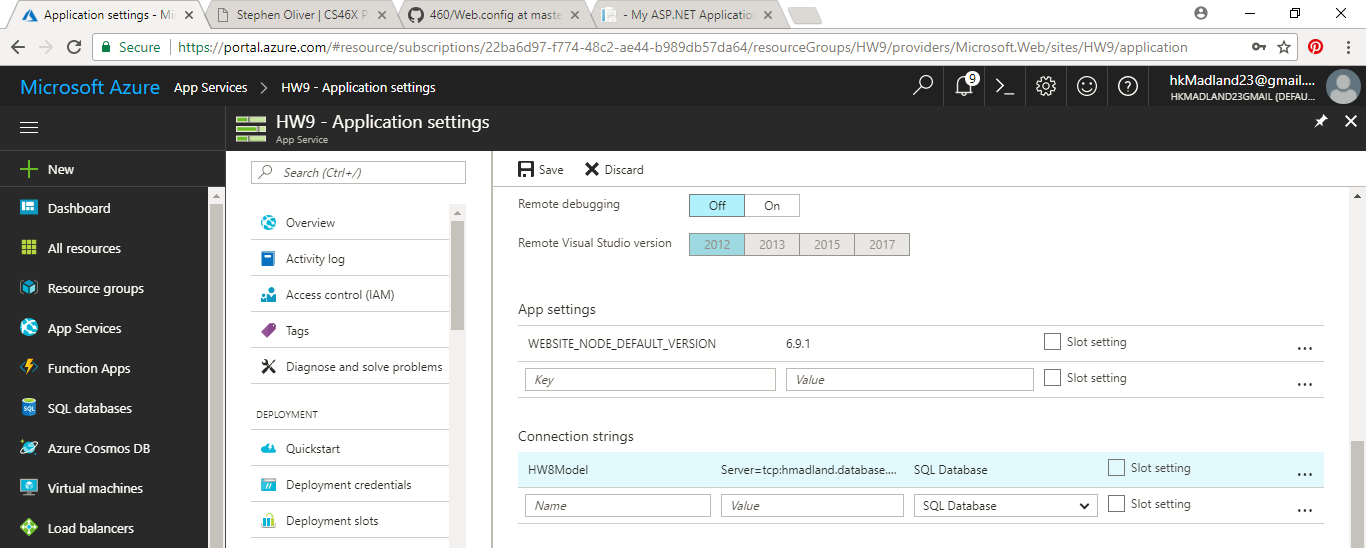 Application settings - Mi
Stephen Oliver | CS46X P
460/Web.config at maste
- My ASP.NET Application
Secure
https://portal.azure.com/#resource/subscriptions/22ba6d97-f774-48c2-ae44-b989db57da64/resourceGroups/HW9/providers/Microsoft.Web/sites/HW9/application
Microsoft Azure
App Services > HW9 - Application settings
9
hkMadland23@gmail....
HKMADLAND23GMAIL (DEFAU...
HW9 - Application settings
App Service
New
Dashboard
All resources
Resource groups
App Services
Function Apps
SQL databases
SQL
Azure Cosmos DB
Virtual machines
Load balancers
Search (Ctrl+/)
Overview
Activity log
Access control (IAM)
Tags
Diagnose and solve problems
DEPLOYMENT
Quickstart
Deployment credentials
Deployment slots
Save
Discard
Remote debugging
Off
On
Remote Visual Studio version
2012
2013
2015
2017
App settings
WEBSITE_NODE_DEFAULT_VERSION
6.9.1
Slot setting
...
Key
Value
Slot setting
...
Connection strings
HW8Model
Server=tcp:hmadland.database....
SQL Database
Slot setting
...
Name
Value
SQL Database
Slot setting
...